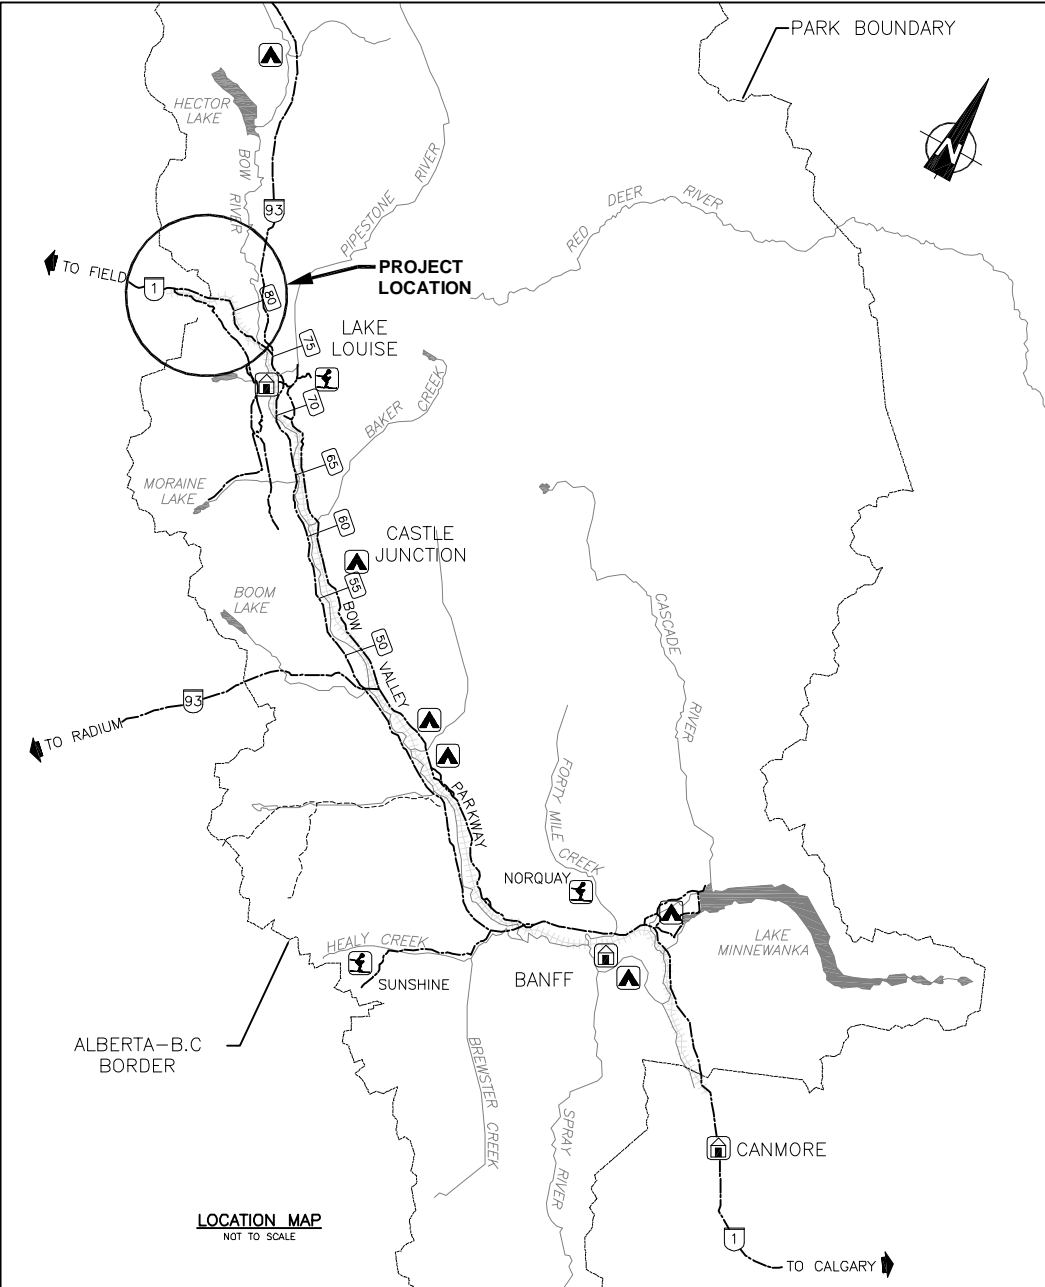 PARK BOUNDARY
HECTOR
LAKE
N
BOW
RIVER
PIPESTONE RIVER
RED DEER RIVER
93
PROJECT
LOCATION
TO FIELD
1
80
LAKE
LOUISE
75
70
BAKER CREEK
65
MORAINE
LAKE
60
CASTLE
JUNCTION
55
BOOM
LAKE
BOW VALLEY PARKWAY
50
CASCADE RIVER
93
TO RADIUM
FORTY MILE CREEK
NORQUAY
HEALY CREEK
SUNSHINE
BANFF
LAKE
MINNEWANKA
ALBERTA-B.C
BORDER
BREWSTER CREEK
SPRAY RIVER
CANMORE
LOCATION MAP
NOT TO SCALE
1
TO CALGARY